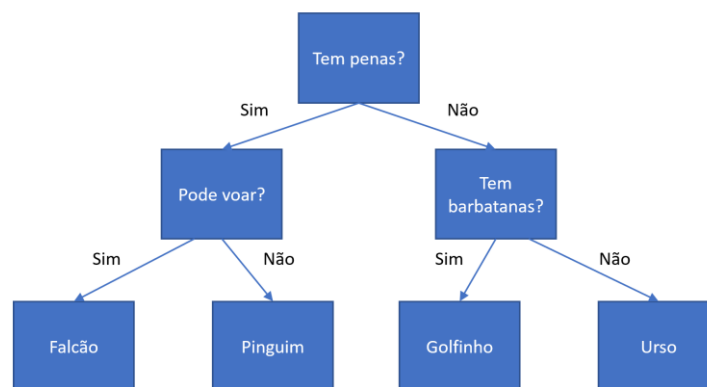 Tem penas?
Sim
Não
Pode voar?
Tem
barbatanas?
Sim
Não
Sim
Não
Falcão
Pinguim
Golfinho
Urso